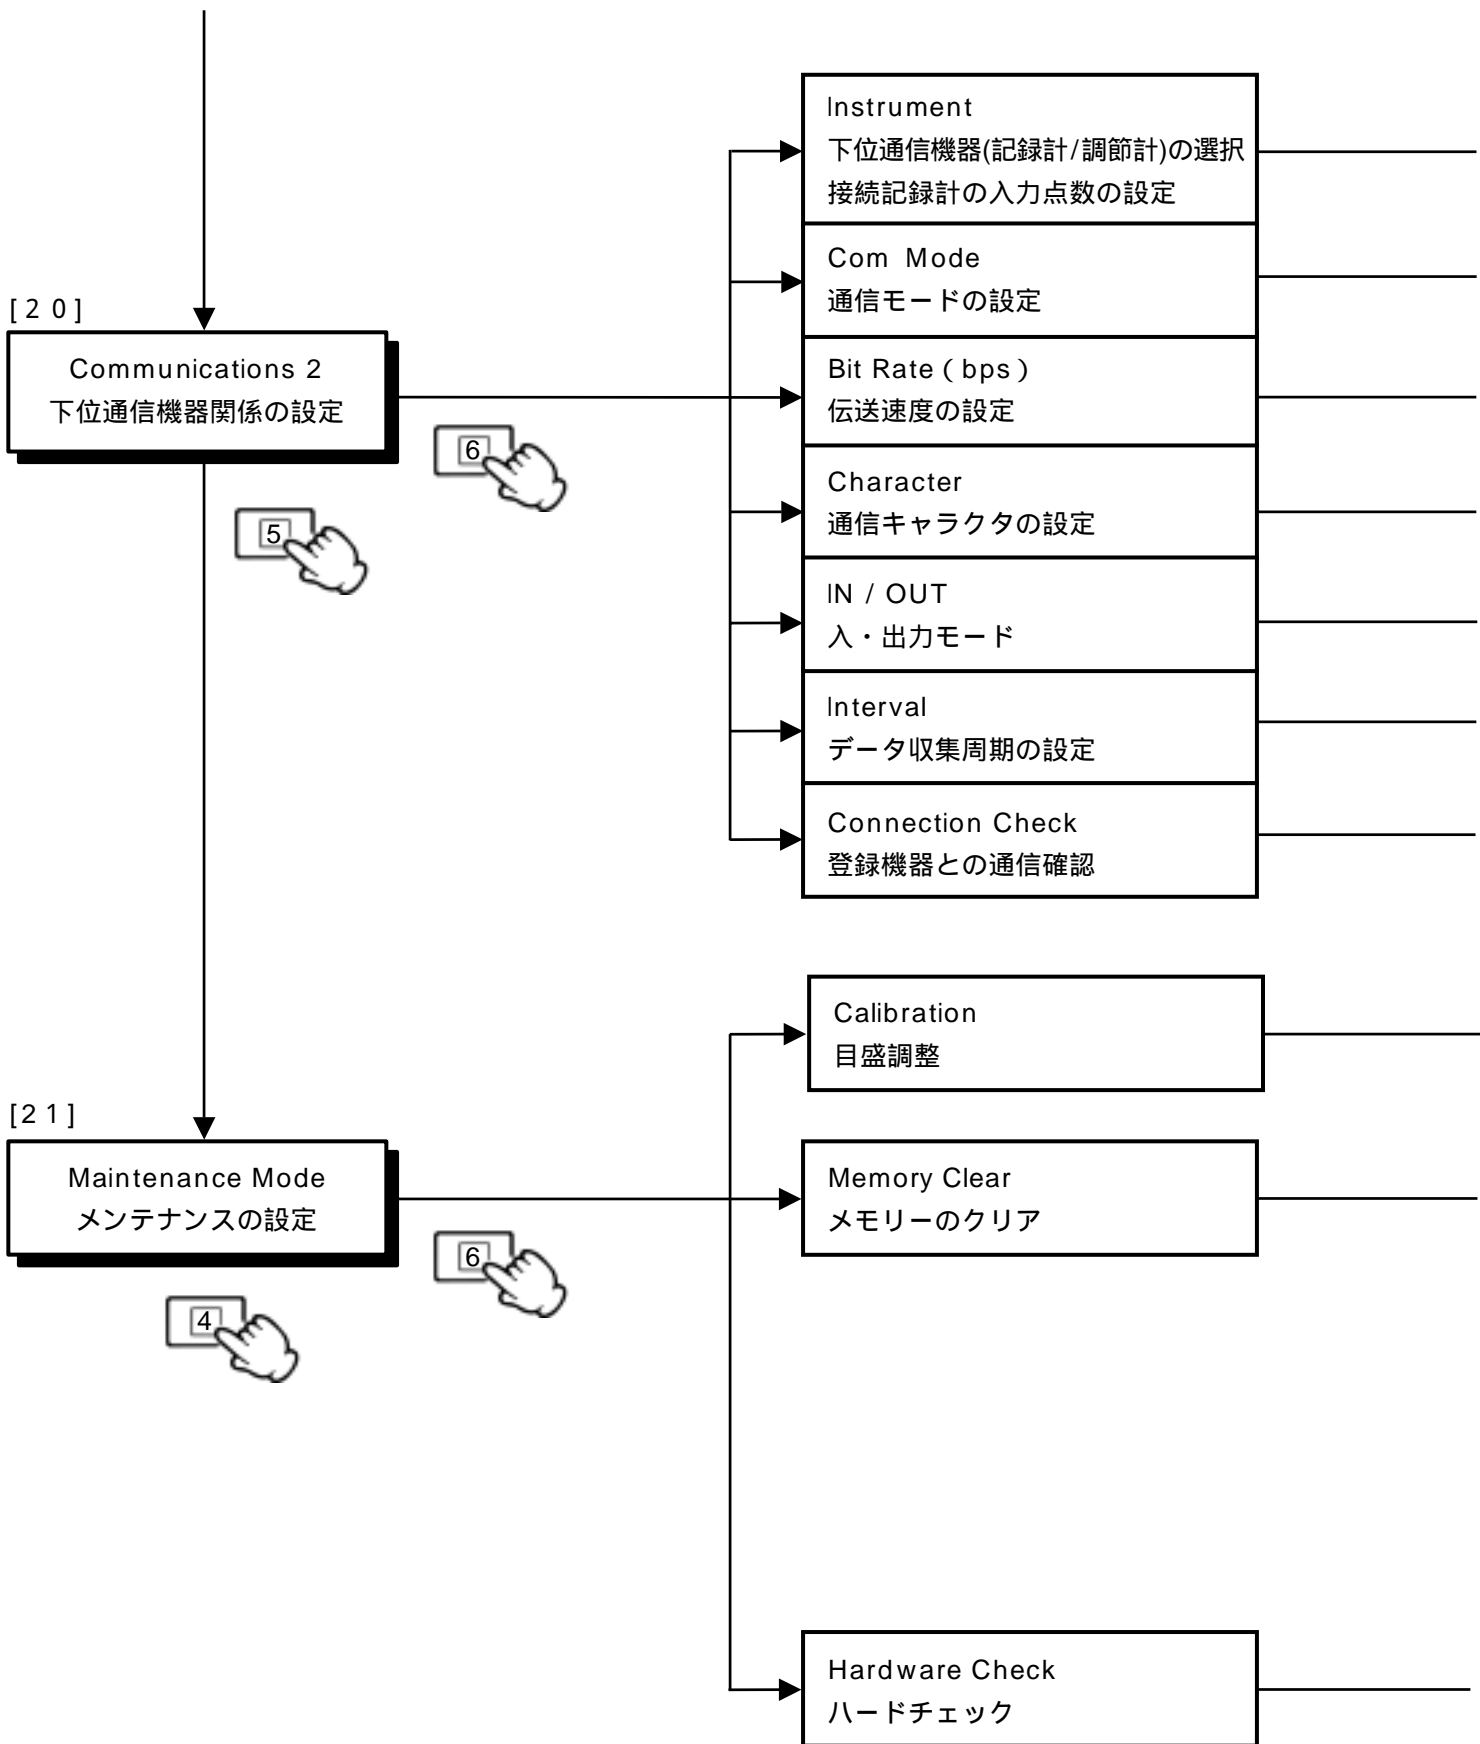 Instrument
下位通信機器(記録計/調節計)の選択
接続記録計の入力点数の設定
Com Mode
通信モードの設定
[20]
Communications 2
下位通信機器関係の設定
Bit Rate（bps）
伝送速度の設定
6
Character
通信キャラクタの設定
5
IN / OUT
入・出力モード
Interval
データ収集周期の設定
Connection Check
登録機器との通信確認
Calibration
目盛調整
[21]
Maintenance Mode
メンテナンスの設定
Memory Clear
メモリーのクリア
6
4
Hardware Check
ハードチェック